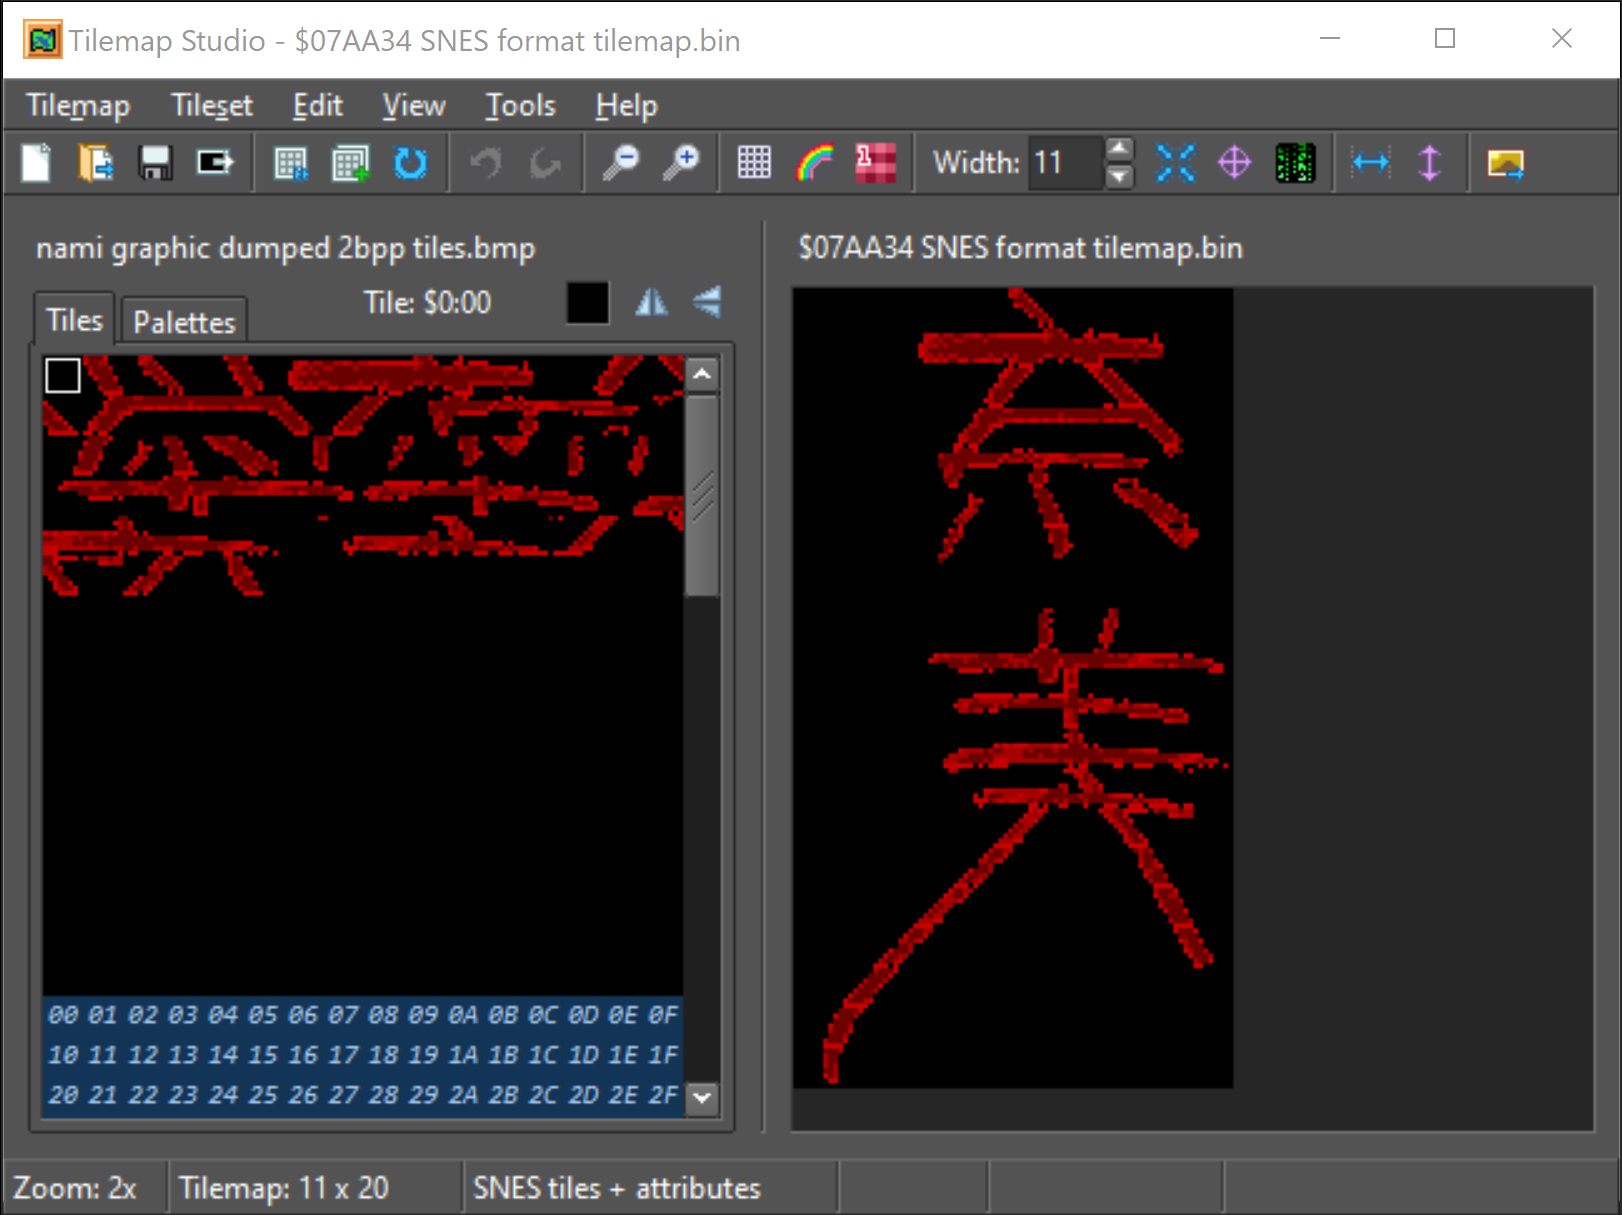 Tilemap Studio - $07AA34 SNES format tilemap.bin
Tilemap Tileset Edit View Tools Help
1 Width: 11
nami graphic dumped 2bpp tiles.bmp
Tile: $0:00
Tiles Palettes
00 01 02 03 04 05 06 07 08 09 0A 0B 0C 0D 0E 0F
10 11 12 13 14 15 16 17 18 19 1A 1B 1C 1D 1E 1F
20 21 22 23 24 25 26 27 28 29 2A 2B 2C 2D 2E 2F
$07AA34 SNES format tilemap.bin
奈
美
Zoom: 2x Tilemap: 11 x 20 SNES tiles + attributes